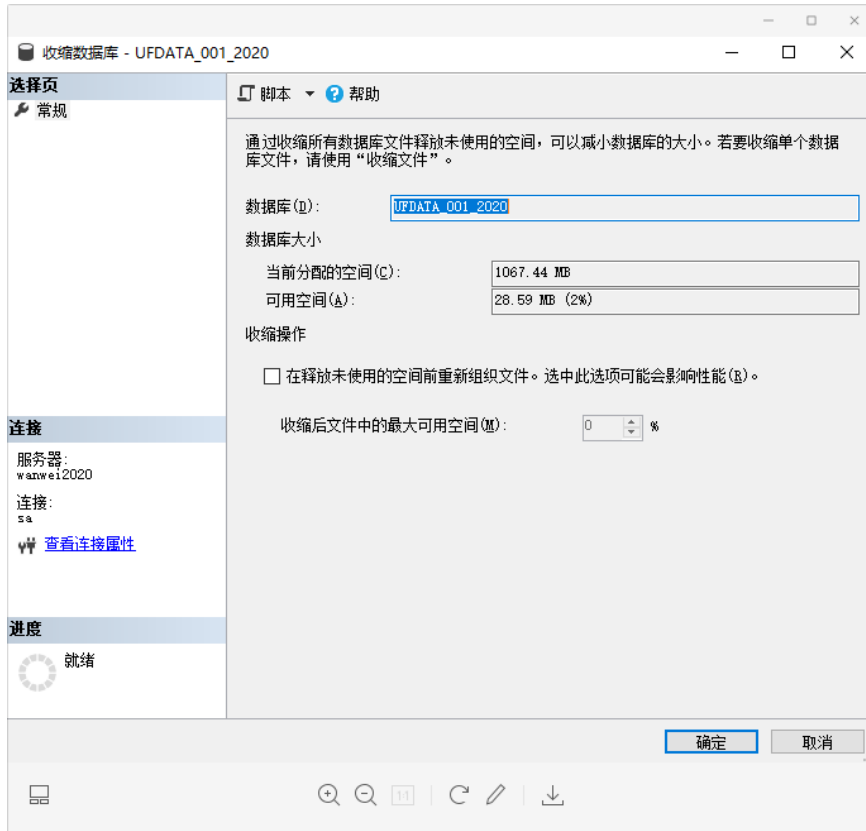 收缩数据库 - UFDATA_001_2020
选择页
常规
脚本 帮助
通过收缩所有数据库文件释放未使用的空间，可以减小数据库的大小。若要收缩单个数据
库文件，请使用“收缩文件”。
数据库(D): UFDATA_001_2020
数据库大小
当前分配的空间(C): 1067.44 MB
可用空间(A): 28.59 MB (2%)
收缩操作
在释放未使用的空间前重新组织文件。选中此选项可能会影响性能(R)。
收缩后文件中的最大可用空间(M): 0 %
连接
服务器:
wanwei2020
连接:
sa
查看连接属性
进度
就绪
确定 取消
1:1